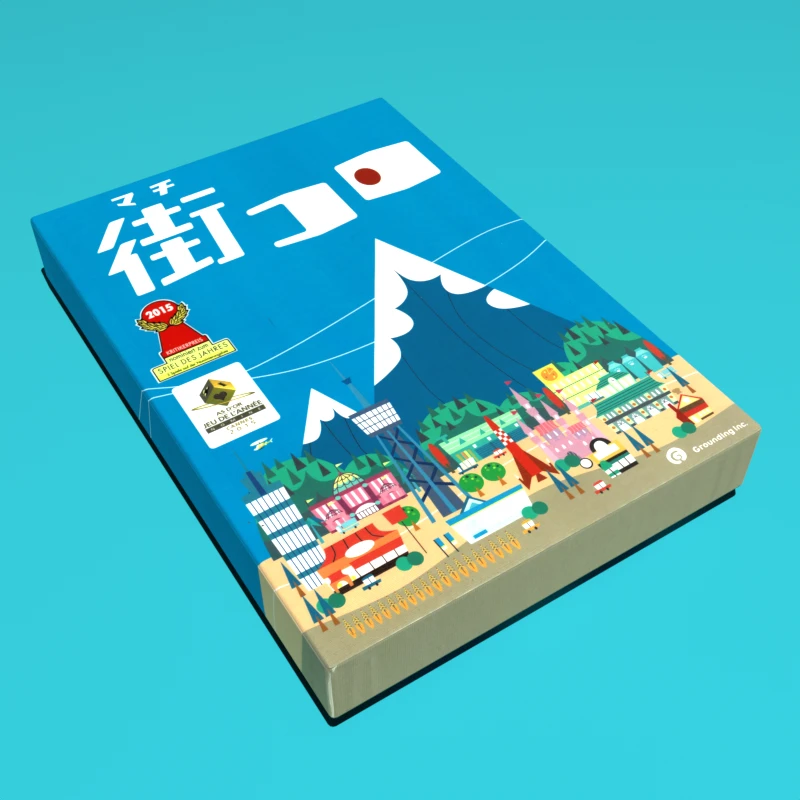 マチ
街コロ
2015
KRITIKERPREIS
nominiert zum
SPIEL DES JAHRES
AS D'OR
JEU DE L'ANNÉE
CANNES
Grounding Inc.